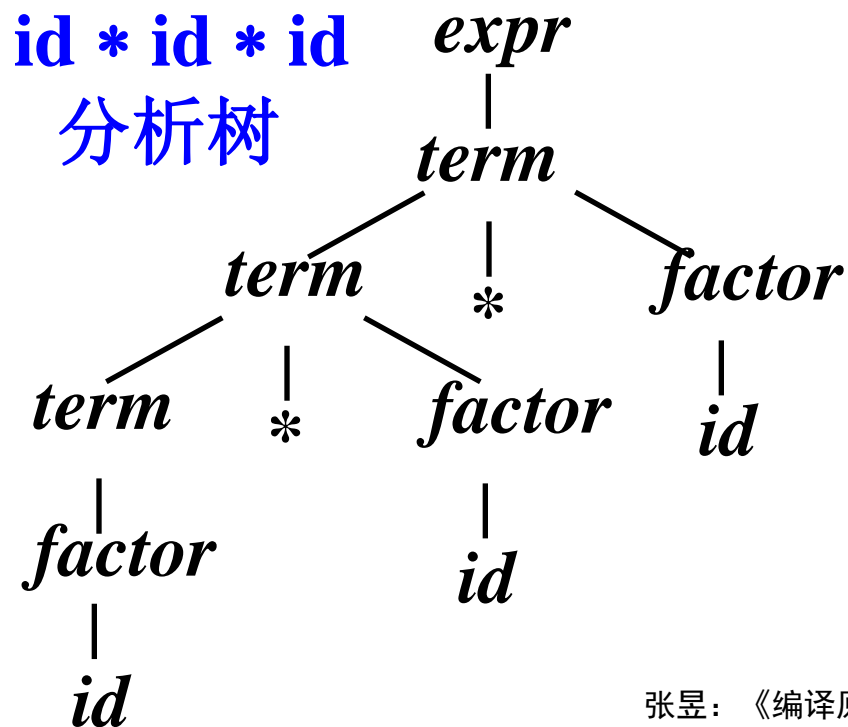 id * id * id
分析树
expr
term
term * factor
term * factor id
factor id
id
张昱：《编译